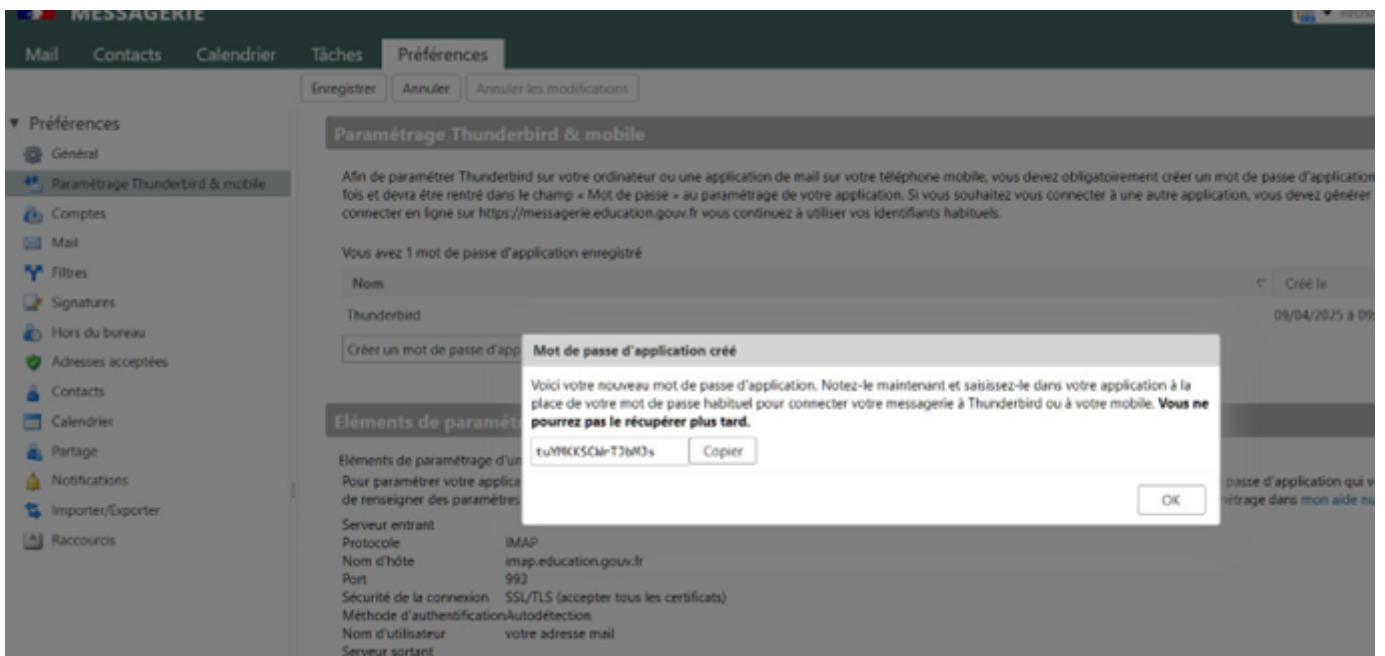 MESSAGERIE
Mail Contacts Calendrier Tâches Préférences
Enregistrer Annuler Annuler les modifications
Préférences
Général
Paramétrage Thunderbird & mobile
Comptes
Mail
Filtres
Signatures
Hors du bureau
Adresses acceptées
Contacts
Calendrier
Partage
Notifications
Importer/Exporter
Raccourcis
Paramétrage Thunderbird & mobile
Afin de paramétrer Thunderbird sur votre ordinateur ou une application de mail sur votre téléphone mobile, vous devez obligatoirement créer un mot de passe d'application
fois et devra être rentré dans le champ « Mot de passe » au paramétrage de votre application. Si vous souhaitez vous connecter à une autre application, vous devez générer
connecter en ligne sur https://messagerie.education.gouv.fr vous continuez à utiliser vos identifiants habituels.
Vous avez 1 mot de passe d'application enregistré
Nom Créé le
Thunderbird 09/04/2025 à 09:
Créer un mot de passe d'app
Mot de passe d'application créé
Voici votre nouveau mot de passe d'application. Notez-le maintenant et saisissez-le dans votre application à la
place de votre mot de passe habituel pour connecter votre messagerie à Thunderbird ou à votre mobile. Vous ne
pourrez pas le récupérer plus tard.
Copier
OK
Eléments de paramét
Eléments de paramétrage d'un
Pour paramétrer votre applica passe d'application qui v
de renseigner des paramètres étrage dans mon aide nu
Serveur entrant
Protocole IMAP
Nom d'hôte imap.education.gouv.fr
Port 993
Sécurité de la connexion SSL/TLS (accepter tous les certificats)
Méthode d'authentification Autodétection
Nom d'utilisateur votre adresse mail
Serveur sortant